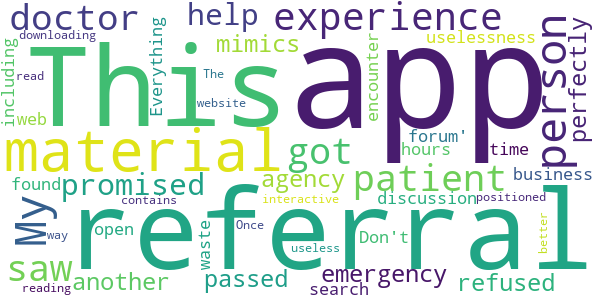 doctor help experience
downloading This app person
including mimics uselessness perfectly
read Everything The website encounter
web
material got forum' hours time
found promised agency patient business
My contains interactive discussion positioned
referral
open waste Once Don't way better
saw another passed useless emergency refused
reading search